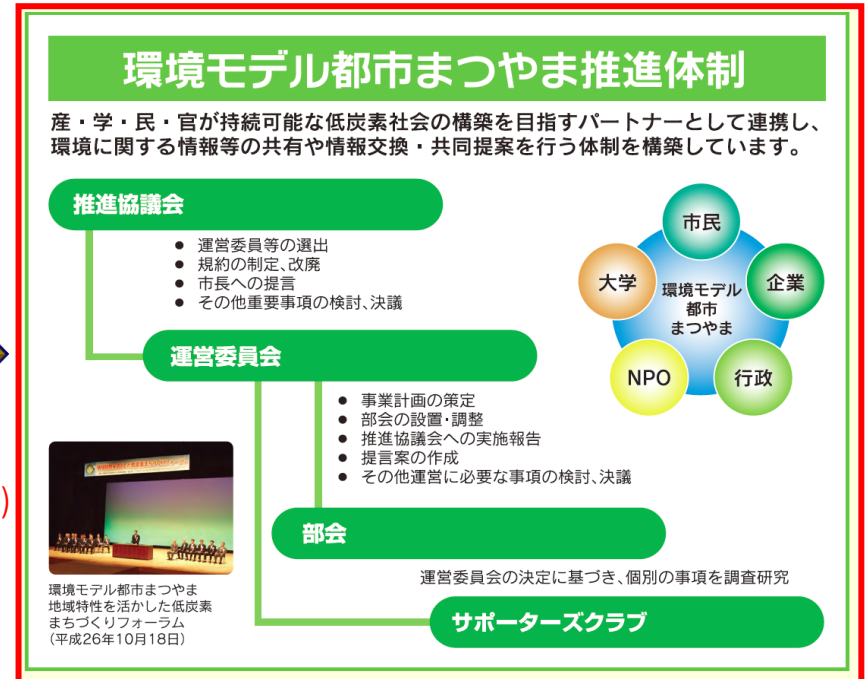 環境モデル都市まつやま推進体制
産・学・民・官が持続可能な低炭素社会の構築を目指すパートナーとして連携し、
環境に関する情報等の共有や情報交換・共同提案を行う体制を構築しています。
推進協議会
● 運営委員等の選出
● 規約の制定、改廃
● 市長への提言
● その他重要事項の検討、決議
市民
大学
企業
環境モデル
都市
まつやま
NPO
行政
運営委員会
● 事業計画の策定
● 部会の設置・調整
● 推進協議会への実施報告
● 提言案の作成
● その他運営に必要な事項の検討、決議
)
部会
運営委員会の決定に基づき、個別の事項を調査研究
サポーターズクラブ
環境モデル都市まつやま
地域特性を活かした低炭素
まちづくりフォーラム
（平成26年10月18日）